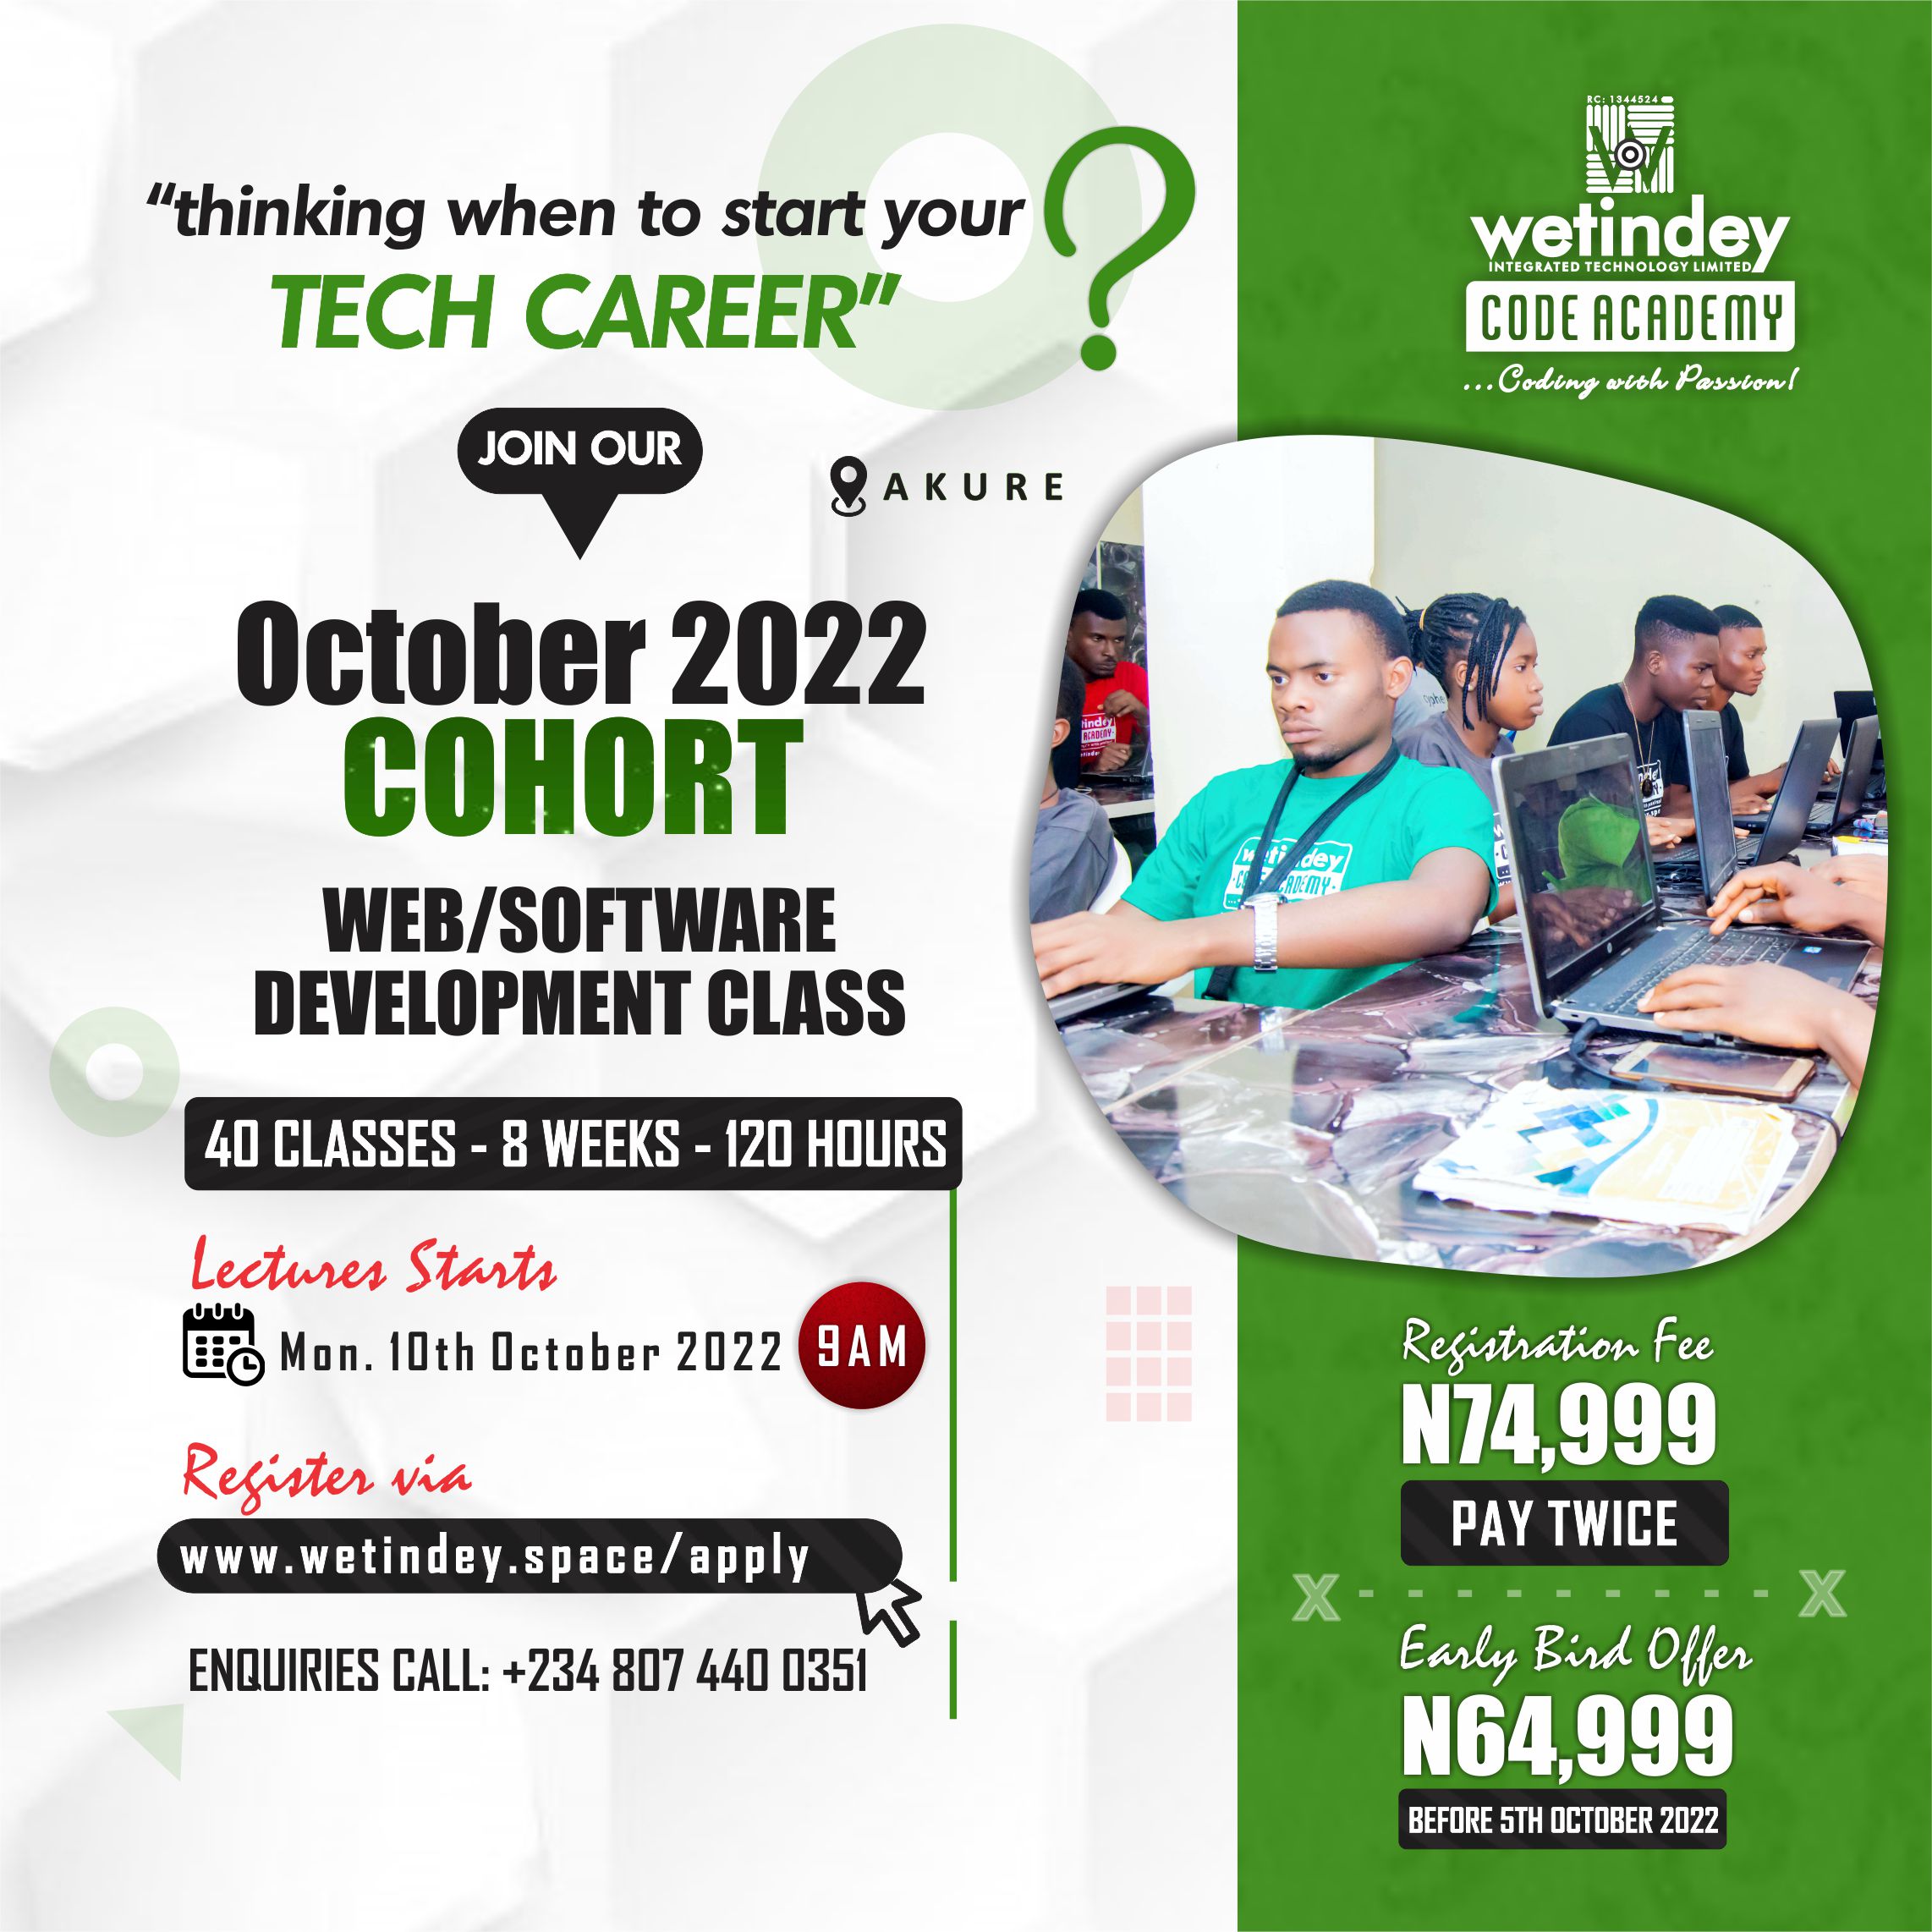 “thinking when to start your
TECH CAREER”
?
JOIN OUR
AKURE
October 2022
COHORT
WEB/SOFTWARE
DEVELOPMENT CLASS
40 CLASSES - 8 WEEKS - 120 HOURS
Lectures Starts
Mon. 10th October 2022
9AM
Register via
www.wetindey.space/apply
ENQUIRIES CALL: +234 807 440 0351
RC: 1344524
wetindey
INTEGRATED TECHNOLOGY LIMITED
CODE ACADEMY
...Coding with Passion!
Registration Fee
N74,999
PAY TWICE
X - - - - - - - - - - - X
Early Bird Offer
N64,999
BEFORE 5TH OCTOBER 2022